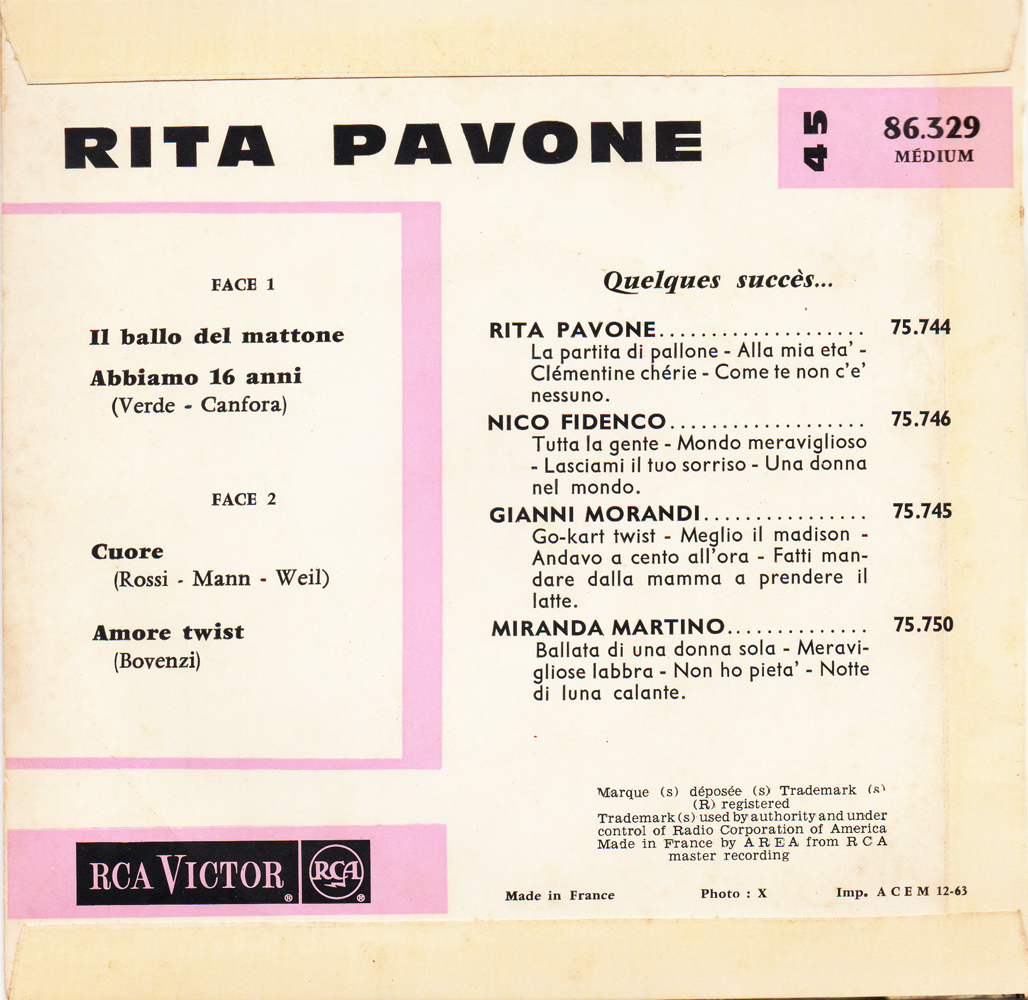 RITA PAVONE
45
86.329
MÉDIUM
FACE 1
Il ballo del mattone
Abbiamo 16 anni
(Verde - Canfora)
FACE 2
Cuore
(Rossi - Mann - Weil)
Amore twist
(Bovenzi)
Quelques succès...
RITA PAVONE.................... 75.744
La partita di pallone - Alla mia eta' -
Clémentine chérie - Come te non c'e'
nessuno.
NICO FIDENCO................... 75.746
Tutta la gente - Mondo meraviglioso
- Lasciami il tuo sorriso - Una donna
nel mondo.
GIANNI MORANDI................ 75.745
Go-kart twist - Meglio il madison -
Andavo a cento all'ora - Fatti man-
dare dalla mamma a prendere il
latte.
MIRANDA MARTINO.............. 75.750
Ballata di una donna sola - Meravi-
gliose labbra - Non ho pieta' - Notte
di luna calante.
Marque (s) déposée (s) Trademark (s)
(R) registered
Trademark (s) used by authority and under
control of Radio Corporation of America
Made in France by A R E A from R C A
master recording
RCA VICTOR ® RCA ®
Made in France Photo : X Imp. A C E M 12-63